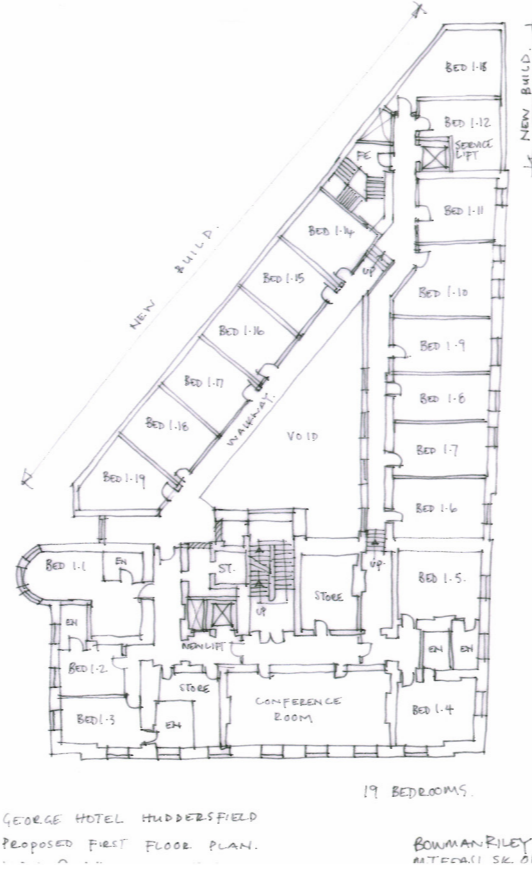 BED 1.18
NEW BUILD.
BED 1.12
SERVICE
LIFT
FE
BED 1.11
BED 1.14
UP
NEW BUILD.
BED 1.15
BED 1.10
BED 1.16
BED 1.9
BED 1.17
BED 1.8
WALKWAY.
BED 1.18
VOID
BED 1.7
BED 1.19
BED 1.6
UP.
BED 1.1
EN
ST.
BED 1.5.
STORE
UP
EN
NEW LIFT
EN
EN
BED 1.2
STORE
CONFERENCE
ROOM
BED 1.3
EN
BED 1.4
19 BEDROOMS.
GEORGE HOTEL HUDDERSFIELD
PROPOSED FIRST FLOOR PLAN.
BOWMAN RILEY